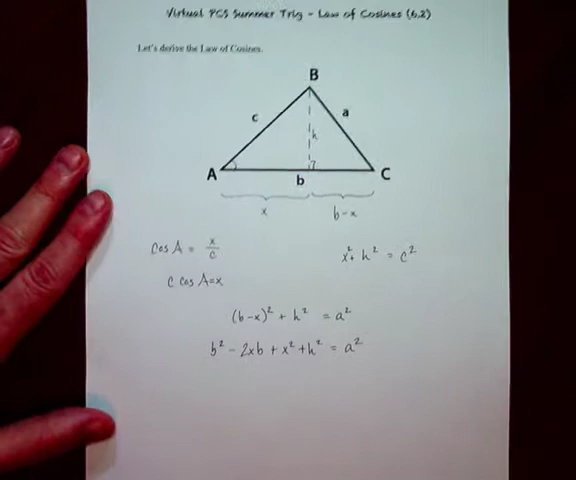 Virtual PCS Summer Trig - Law of Cosines (6.2)
Let's derive the Law of Cosines.
B
c
a
h
A
b
C
x
b-x
cos A = x/c
x² + h² = c²
c cos A = x
(b-x)² + h² = a²
b² - 2xb + x² + h² = a²